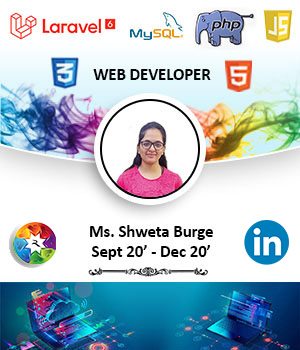 Laravel 6
MySQL
php
JS
3
WEB DEVELOPER
5
Ms. Shweta Burge
Sept 20’ - Dec 20’
in